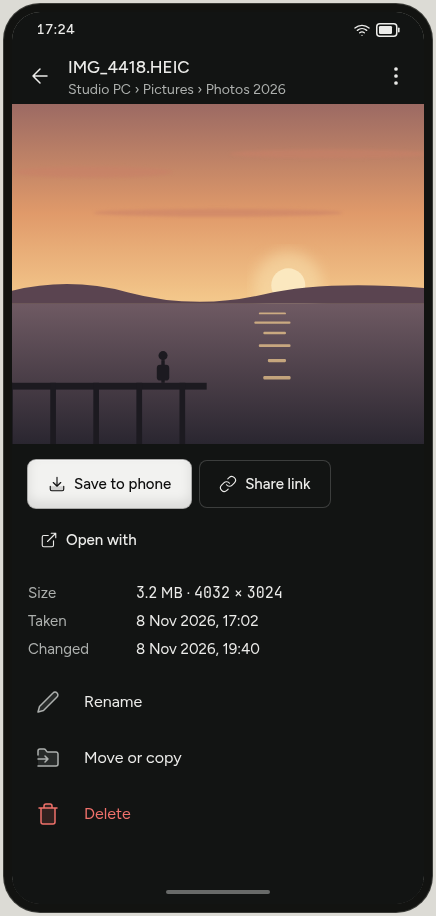 17:24
IMG_4418.HEIC
Studio PC › Pictures › Photos 2026
Save to phone
Share link
Open with
Size 3.2 MB · 4032 × 3024
Taken 8 Nov 2026, 17:02
Changed 8 Nov 2026, 19:40
Rename
Move or copy
Delete